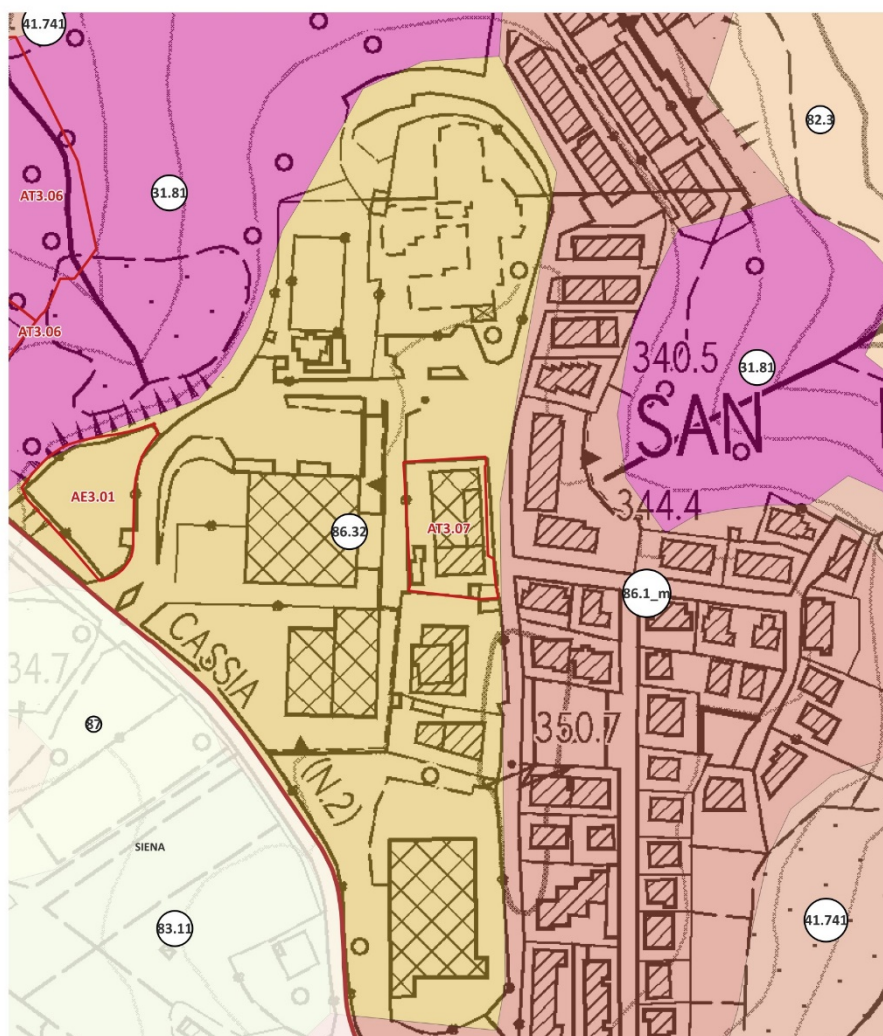 41.741
82.3
AT3.06
31.81
AT3.06
340.5
31.81
SAN
AE3.01
344.4
86.32
AT3.07
86.1_m
CASSIA
34.7
87
350.7
(N.2)
SIENA
83.11
41.741